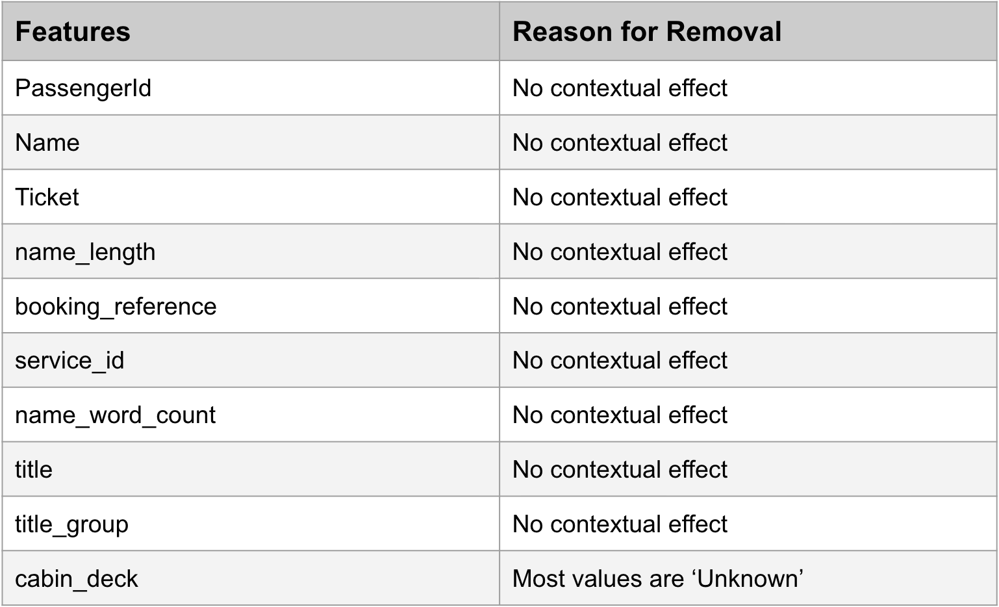 Features Reason for Removal
PassengerId No contextual effect
Name No contextual effect
Ticket No contextual effect
name_length No contextual effect
booking_reference No contextual effect
service_id No contextual effect
name_word_count No contextual effect
title No contextual effect
title_group No contextual effect
cabin_deck Most values are ‘Unknown’